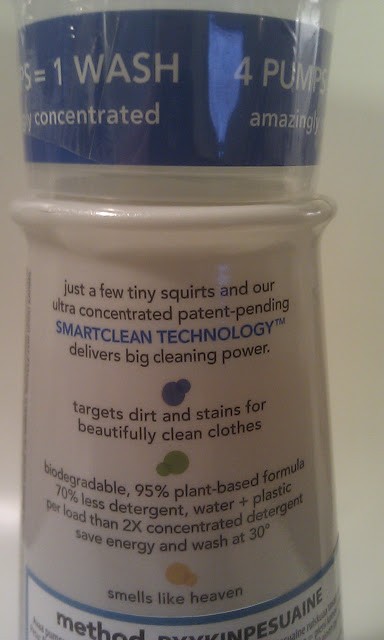 S = 1 WASH 4 PUMPS
y concentrated amazingly
just a few tiny squirts and our
ultra concentrated patent-pending
SMARTCLEAN TECHNOLOGY™
delivers big cleaning power.
targets dirt and stains for
beautifully clean clothes
biodegradable, 95% plant-based formula
70% less detergent, water + plastic
per load than 2X concentrated detergent
save energy and wash at 30°
smells like heaven
method PYYKINPESUAINE